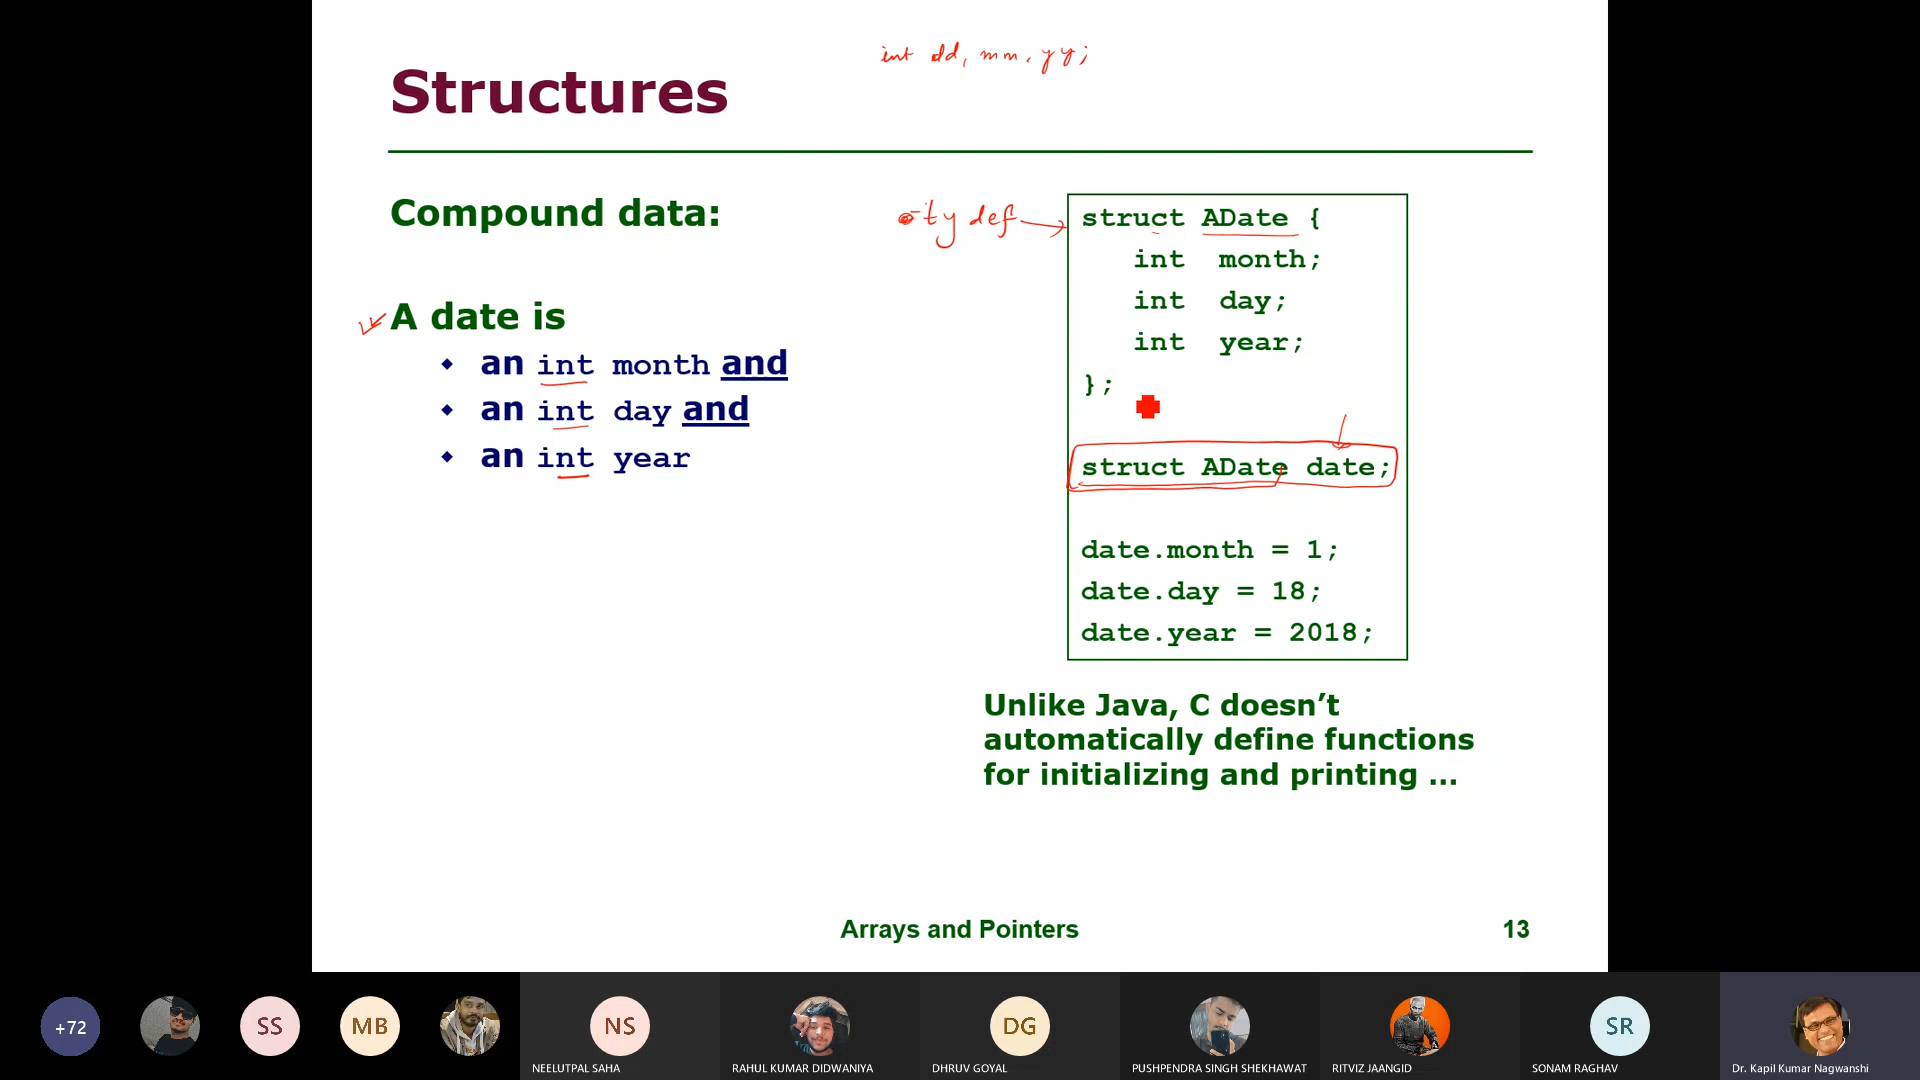 int dd, mm, yy;
Structures
Compound data:
ty def
A date is
◆ an int month and
◆ an int day and
◆ an int year
struct ADate {
int month;
int day;
int year;
};
struct ADate date;
date.month = 1;
date.day = 18;
date.year = 2018;
Unlike Java, C doesn’t
automatically define functions
for initializing and printing …
Arrays and Pointers
13
+72
SS
MB
NS
DG
SR
NEELUTPAL SAHA
RAHUL KUMAR DIDWANIYA
DHRUV GOYAL
PUSHPENDRA SINGH SHEKHAWAT
RITVIZ JAANGID
SONAM RAGHAV
Dr. Kapil Kumar Nagwanshi